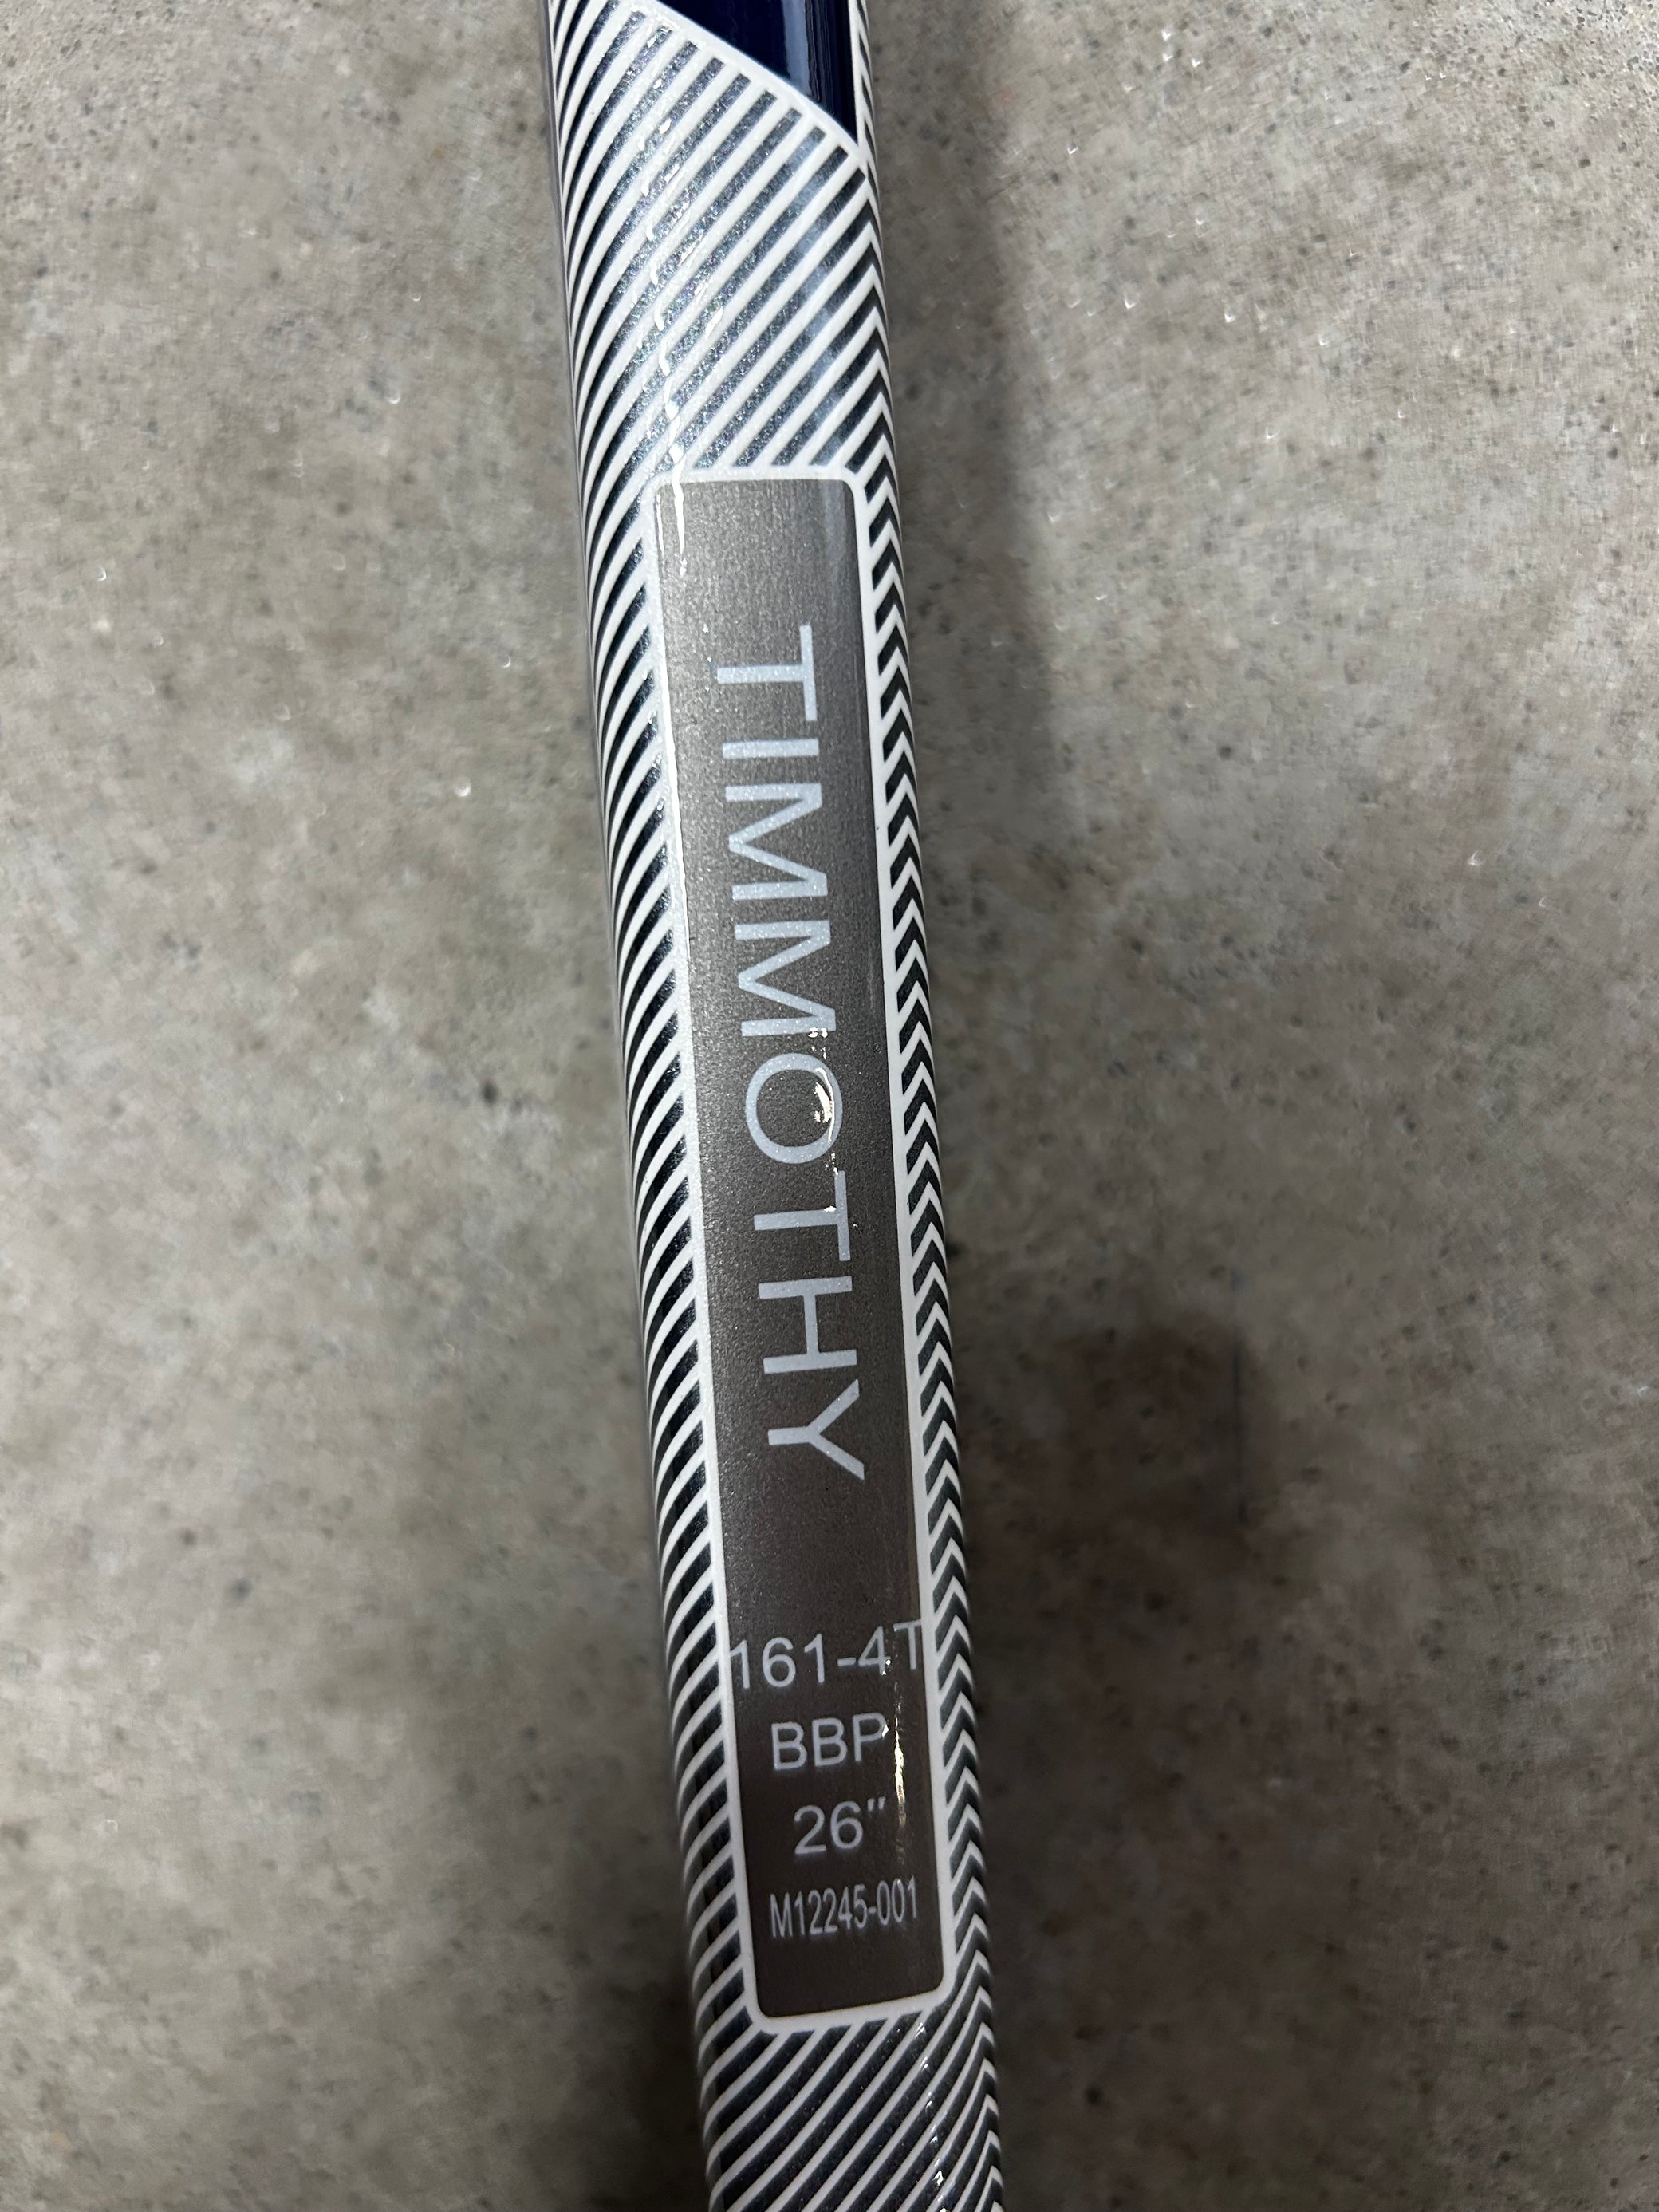 TIMMOTHY
161-4T
BBP
26"
M12245-001